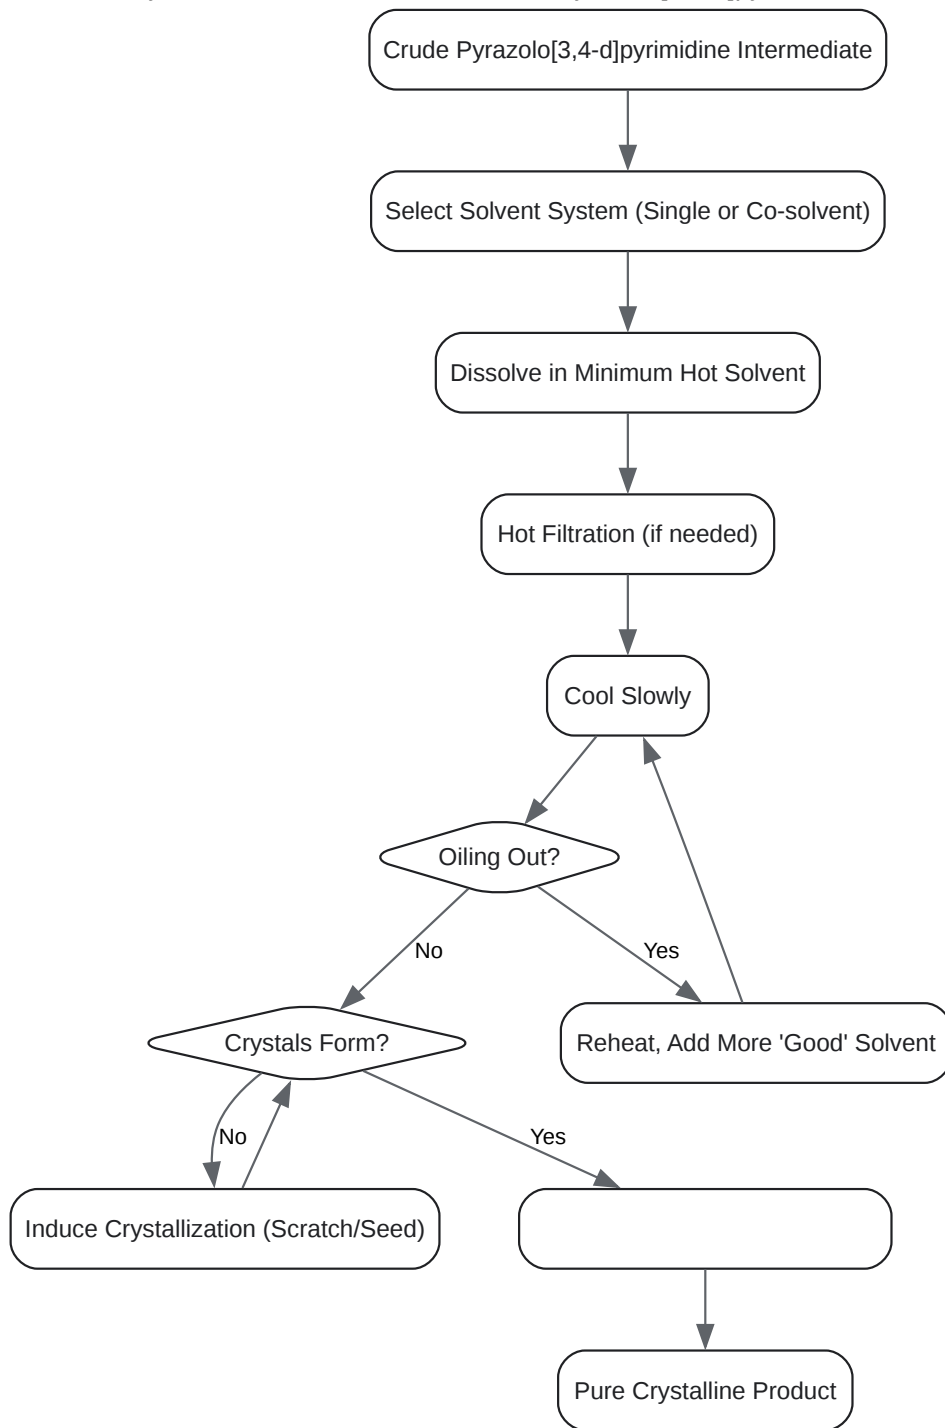 Crude Pyrazolo[3,4-d]pyrimidine Intermediate
Select Solvent System (Single or Co-solvent)
Dissolve in Minimum Hot Solvent
Hot Filtration (if needed)
Cool Slowly
Oiling Out?
No
Yes
Crystals Form?
Reheat, Add More 'Good' Solvent
No
Yes
Induce Crystallization (Scratch/Seed)
Pure Crystalline Product